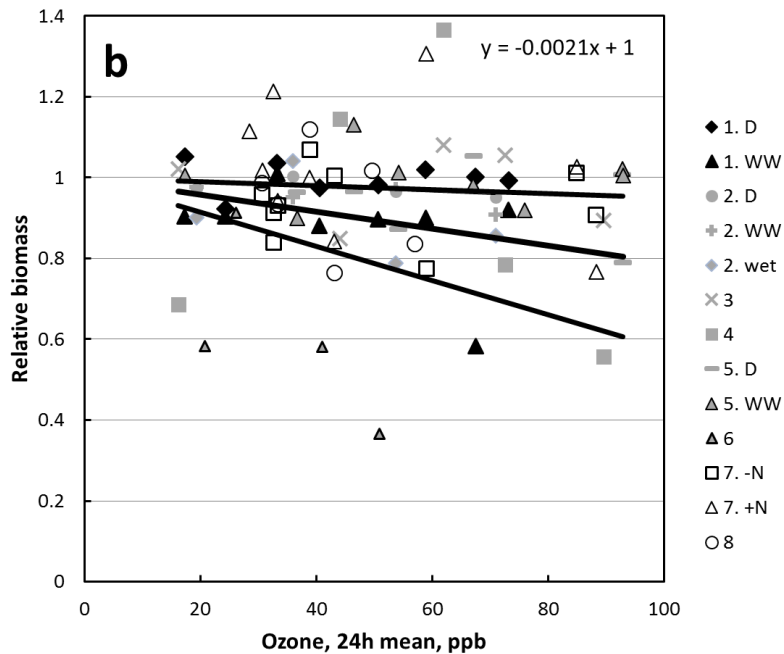 b
y = -0.0021x + 1
1.4
1.2
1
0.8
0.6
0.4
0.2
0
0
20
40
60
80
100
Relative biomass
Ozone, 24h mean, ppb
1. D
1. WW
2. D
2. WW
2. wet
3
4
5. D
5. WW
6
7. -N
7. +N
8